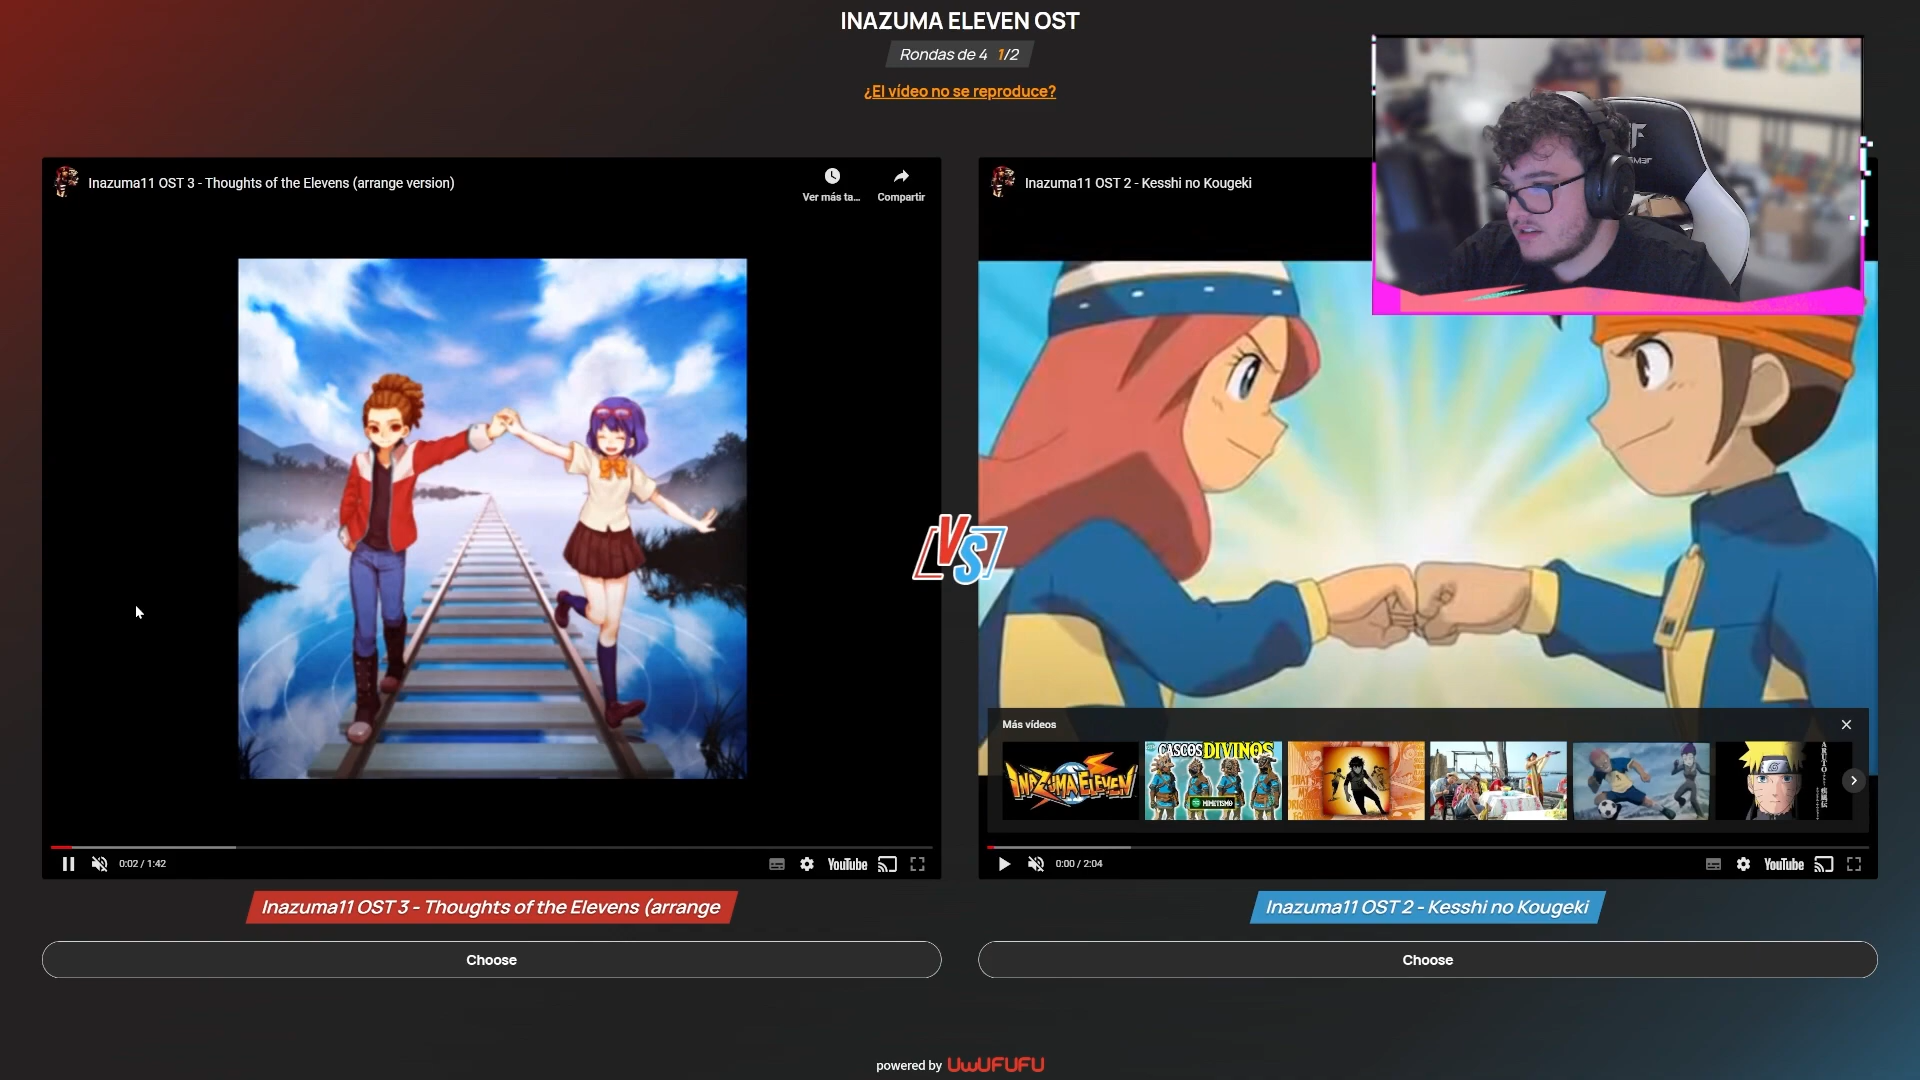 INAZUMA ELEVEN OST
Rondas de 4 1/2
¿El vídeo no se reproduce?
Inazuma11 OST 3 - Thoughts of the Elevens (arrange version)
Ver más ta...
Compartir
Inazuma11 OST 2 - Kesshi no Kougeki
VS
Más vídeos
INAZUMA ELEVEN
CASCOS DIVINOS
MIMETISMO
0:02 / 1:42
YouTube
0:00 / 2:04
YouTube
Inazuma11 OST 3 - Thoughts of the Elevens (arrange
Inazuma11 OST 2 - Kesshi no Kougeki
Choose
Choose
powered by UwUFUFU